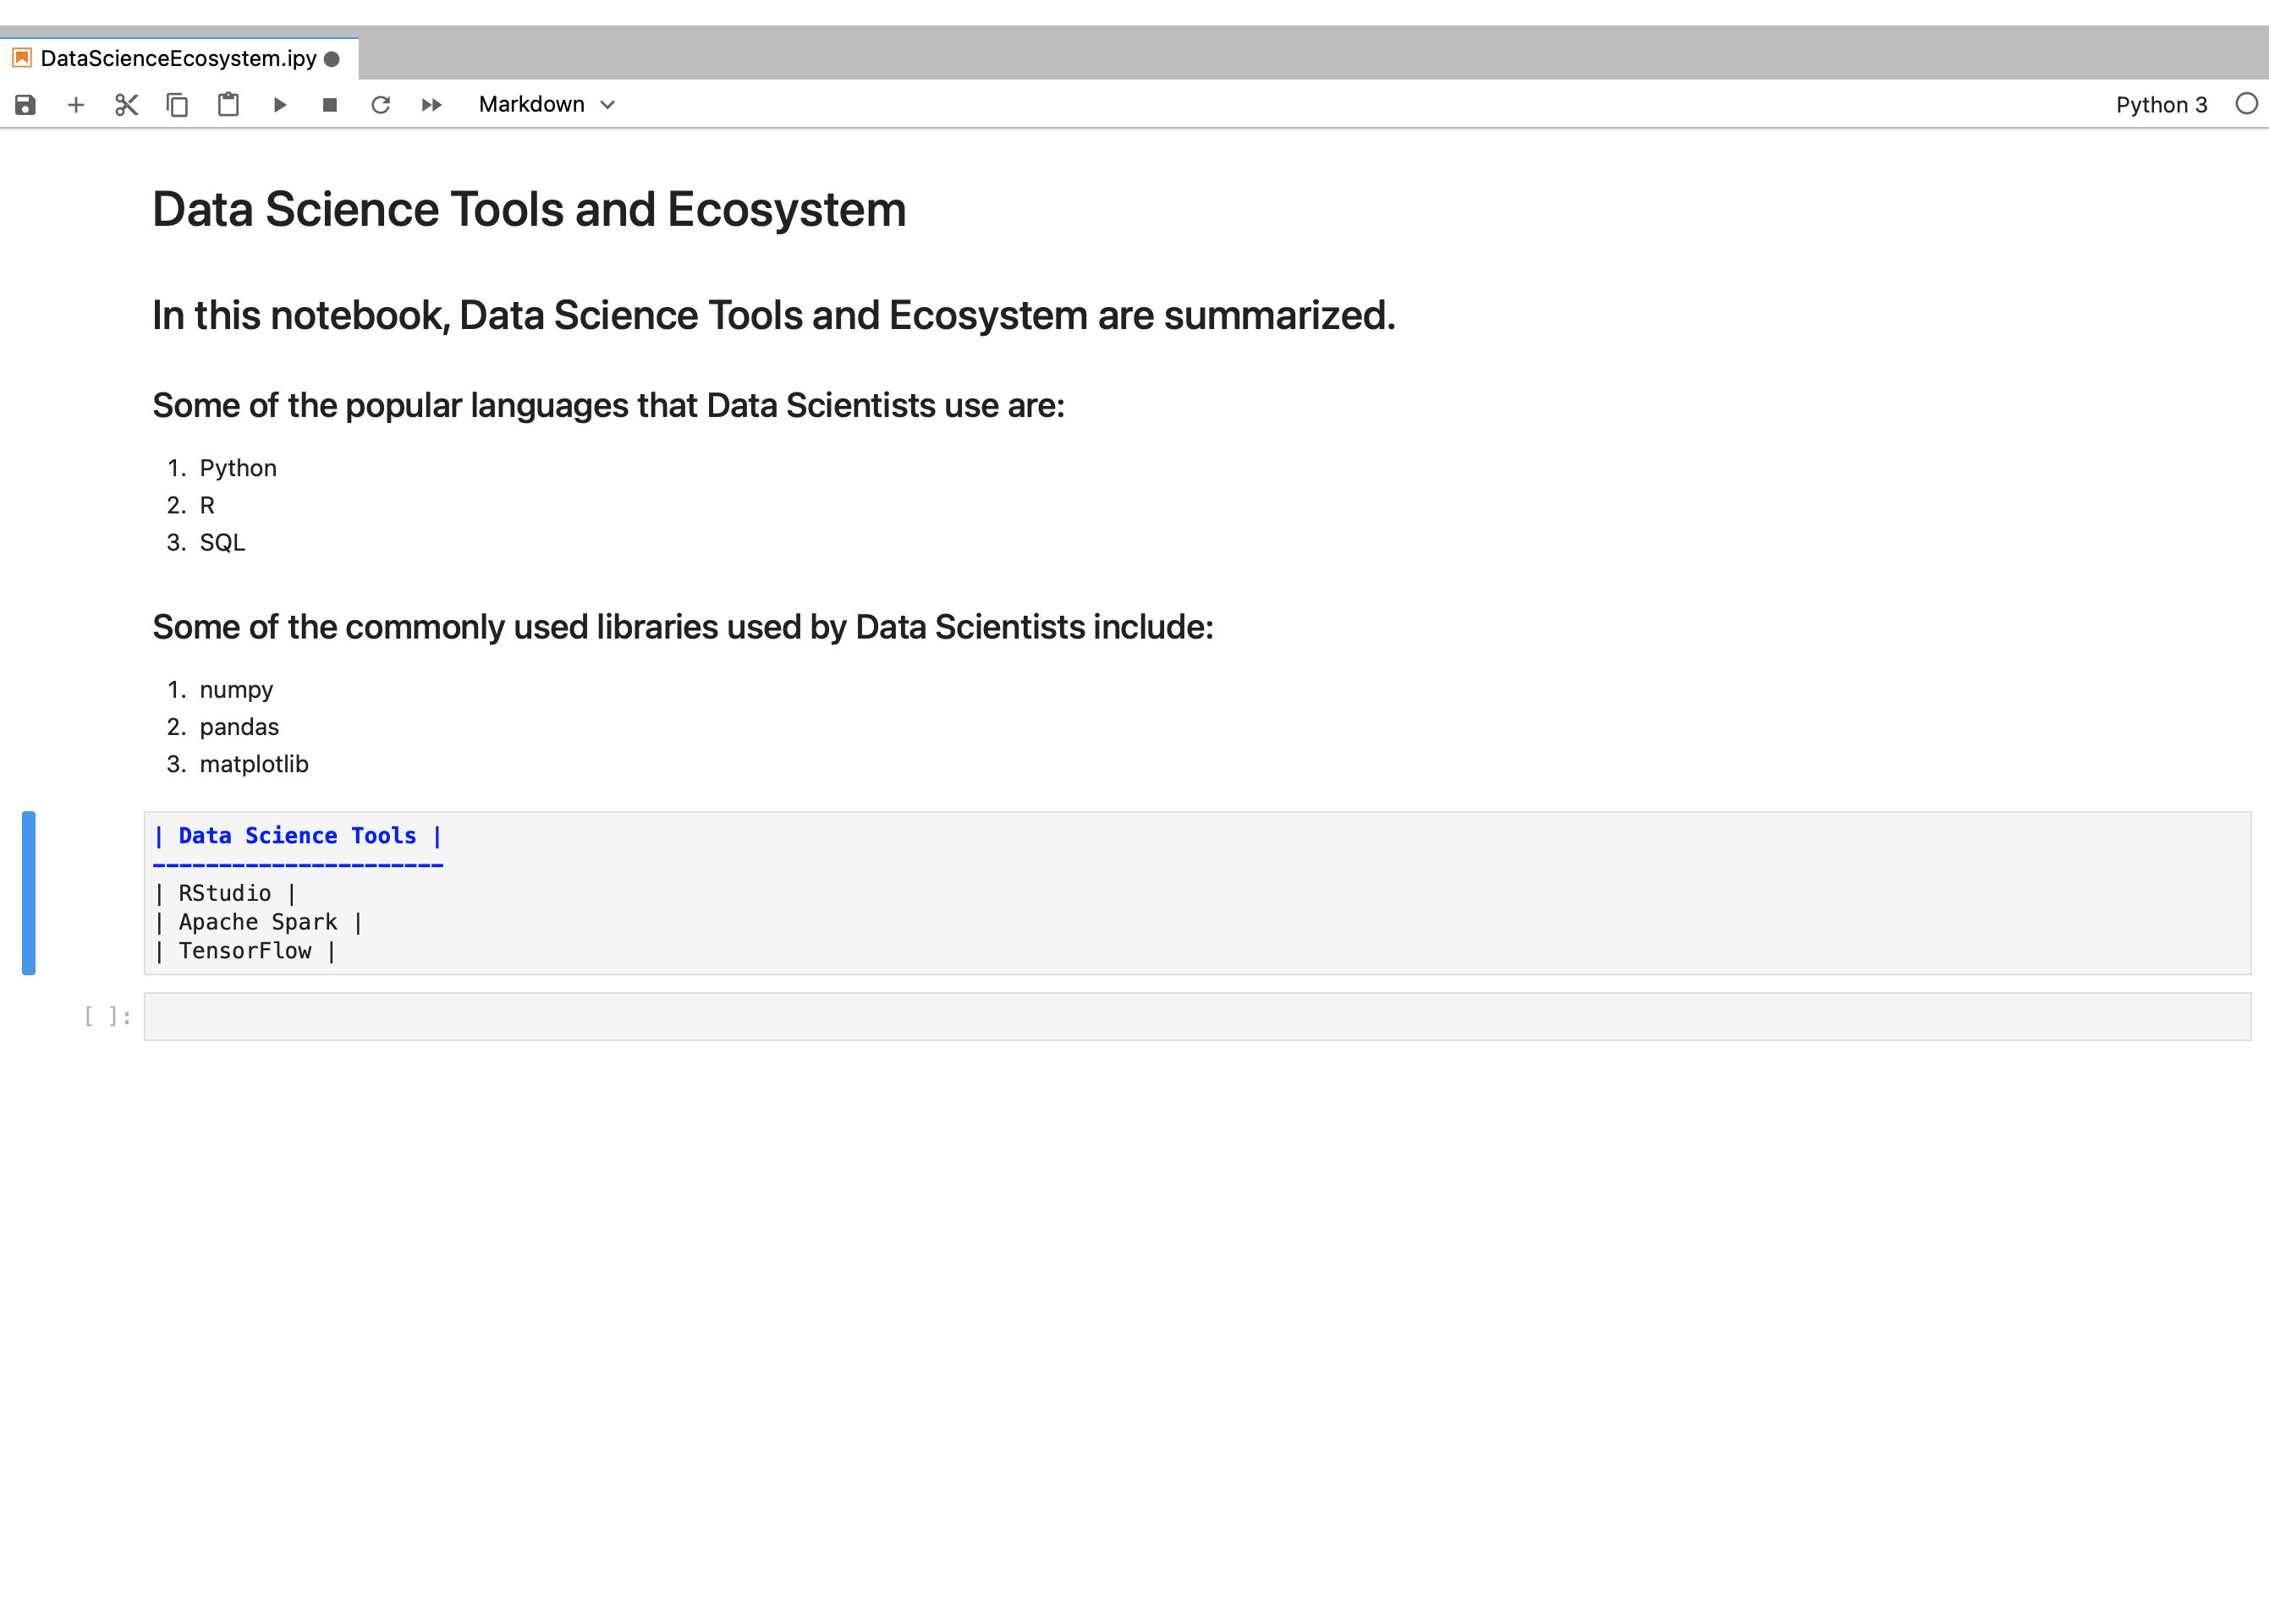 DataScienceEcosystem.ipy
Markdown
Python 3
Data Science Tools and Ecosystem
In this notebook, Data Science Tools and Ecosystem are summarized.
Some of the popular languages that Data Scientists use are:
1. Python
2. R
3. SQL
Some of the commonly used libraries used by Data Scientists include:
1. numpy
2. pandas
3. matplotlib
| Data Science Tools |
----------------------
| RStudio |
| Apache Spark |
| TensorFlow |
[ ]: